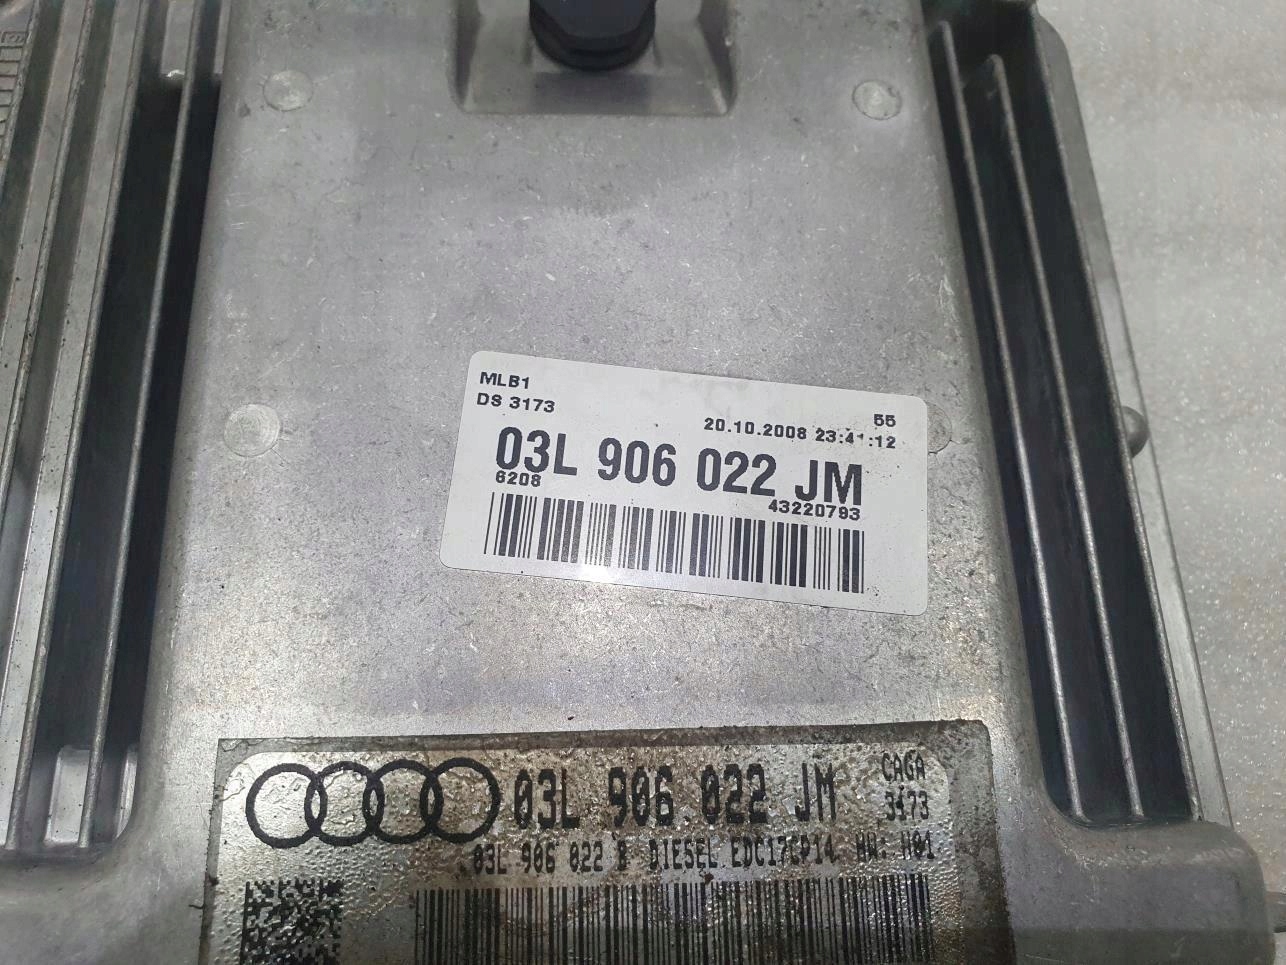 MLB1
DS 3173
55
20.10.2008 23:41:12
03L 906 022 JM
6208
43220793
03L 906 022 JM
CAGA
3173
03L 906 022 B DIESEL EDC17CP14 HW: H01